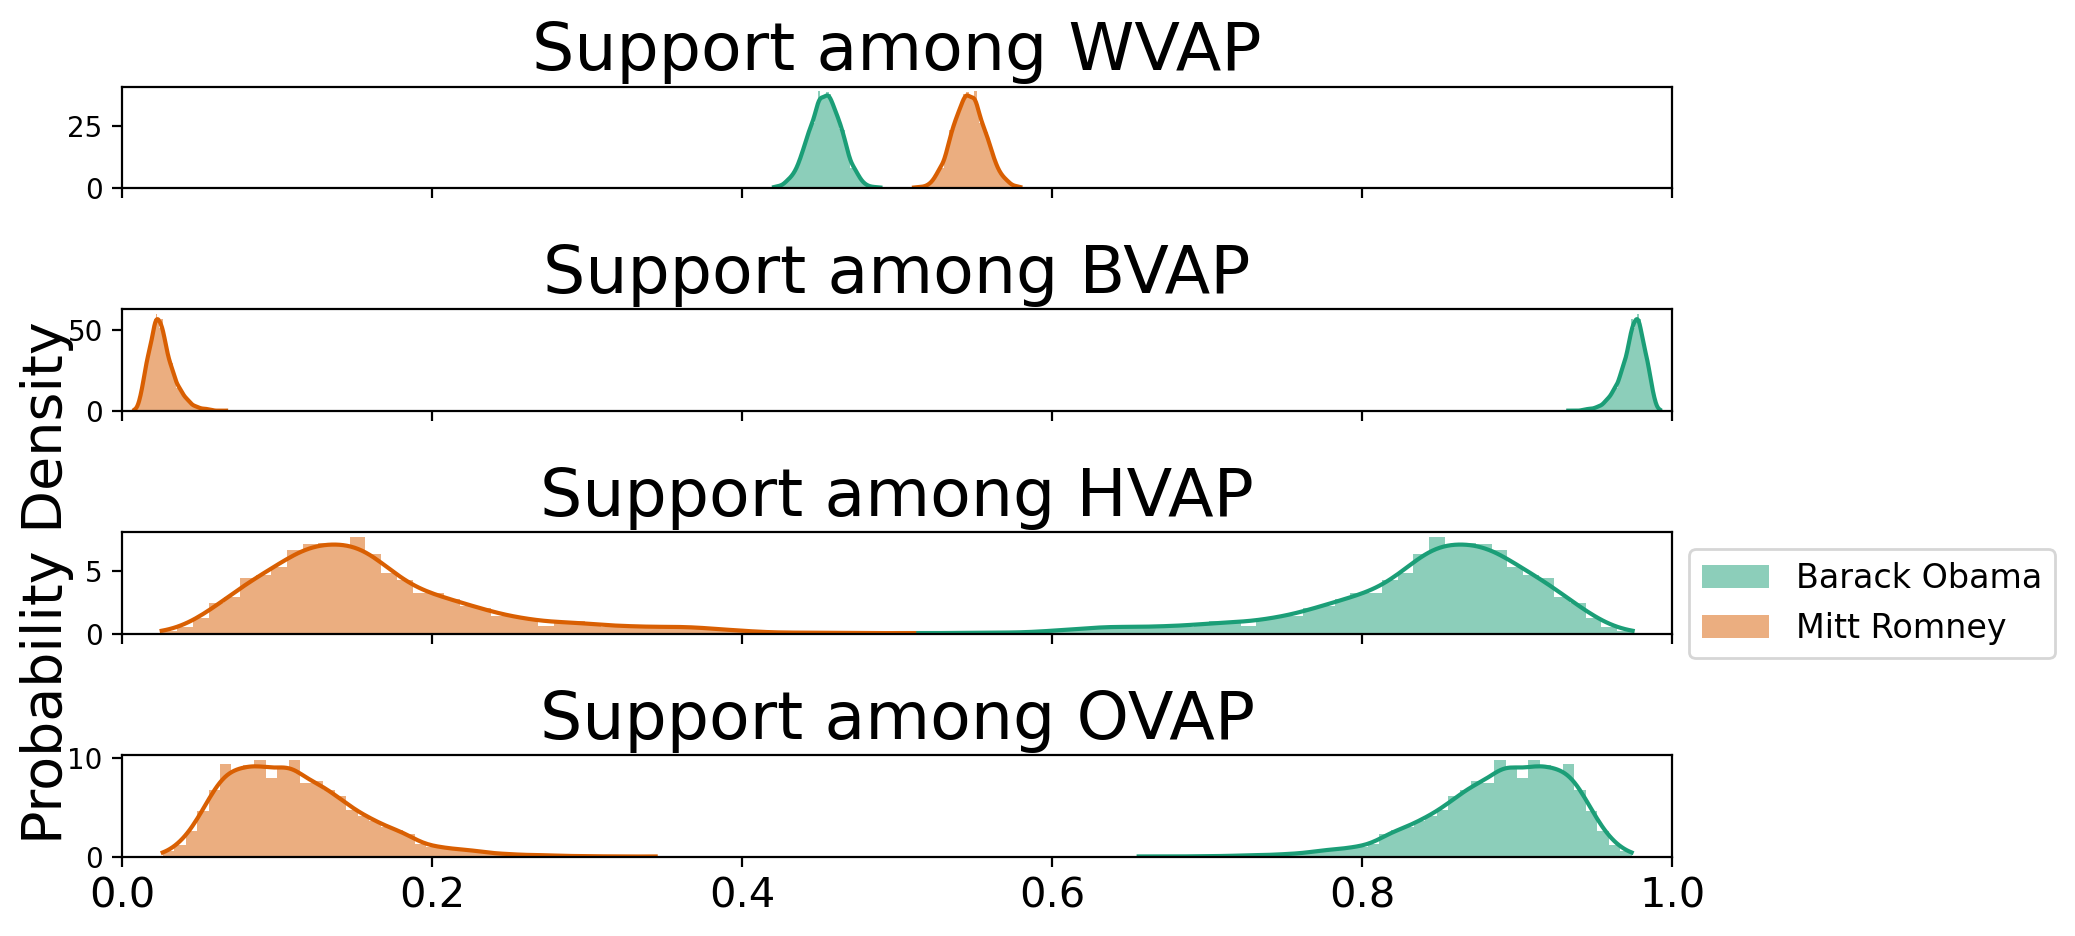 Support among WVAP
25
0
Support among BVAP
50
0
Support among HVAP
5
0
Support among OVAP
10
0
0.0 0.2 0.4 0.6 0.8 1.0
Probability Density
Barack Obama
Mitt Romney